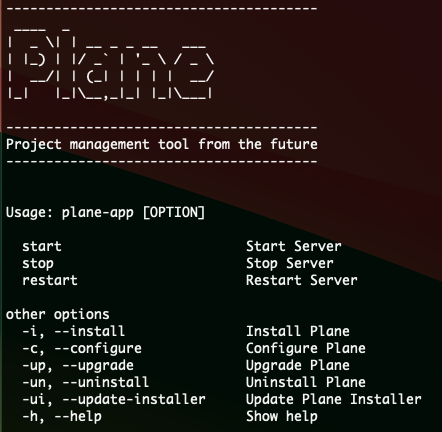 ---------------------------------------
Plane
---------------------------------------
Project management tool from the future
---------------------------------------
Usage: plane-app [OPTION]
start Start Server
stop Stop Server
restart Restart Server
other options
-i, --install Install Plane
-c, --configure Configure Plane
-up, --upgrade Upgrade Plane
-un, --uninstall Uninstall Plane
-ui, --update-installer Update Plane Installer
-h, --help Show help